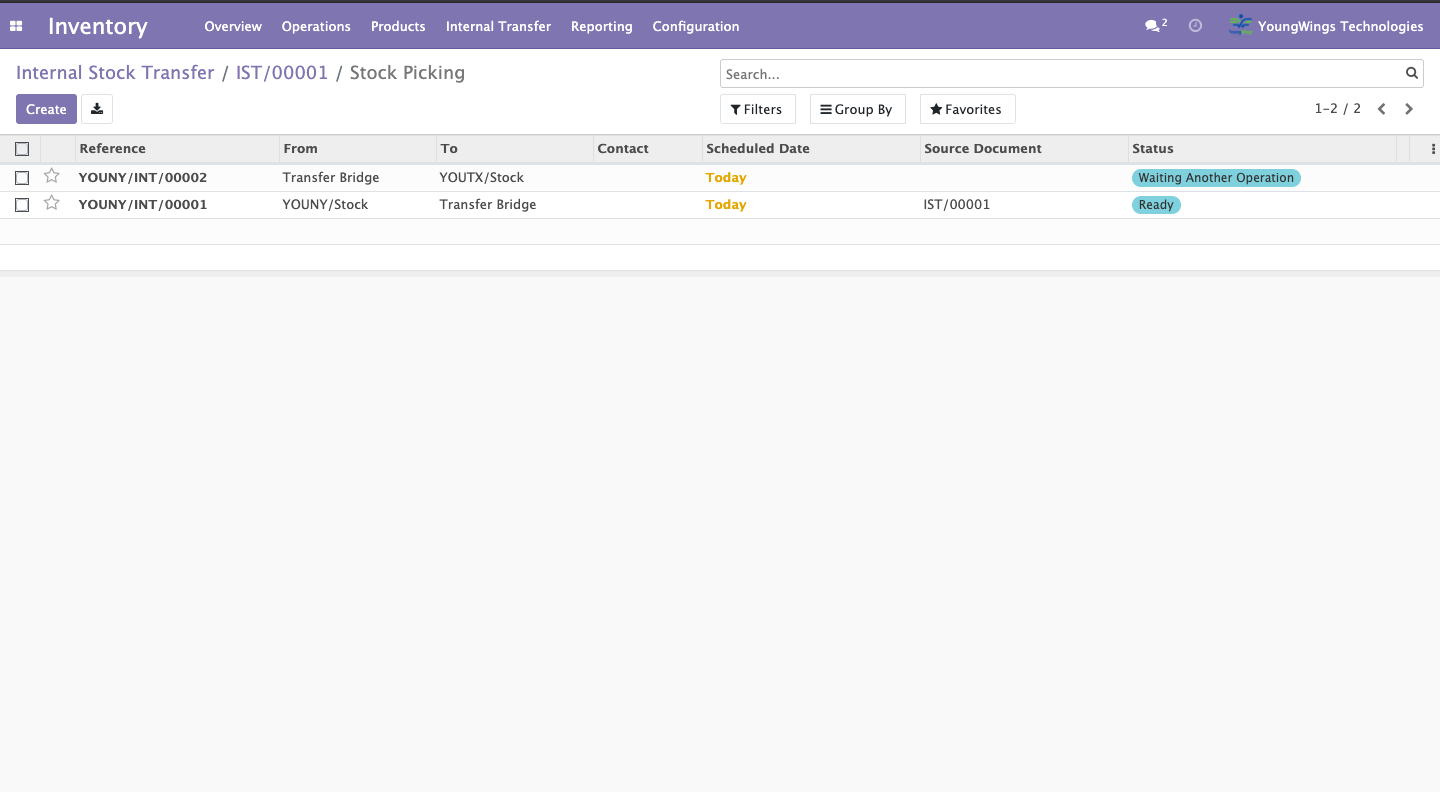 Inventory Overview Operations Products Internal Transfer Reporting Configuration 2 YoungWings Technologies
Internal Stock Transfer / IST/00001 / Stock Picking
Search...
Create Filters Group By Favorites 1-2 / 2
Reference From To Contact Scheduled Date Source Document Status
YOUNY/INT/00002 Transfer Bridge YOUTX/Stock Today Waiting Another Operation
YOUNY/INT/00001 YOUNY/Stock Transfer Bridge Today IST/00001 Ready